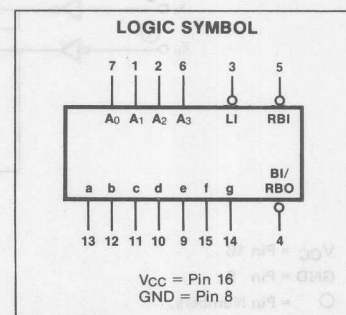 LOGIC SYMBOL
7 1 2 6 3 5
A0 A1 A2 A3 LI RBI
BI/
a b c d e f g RBO
13 12 11 10 9 15 14 4
VCC = Pin 16
GND = Pin 8